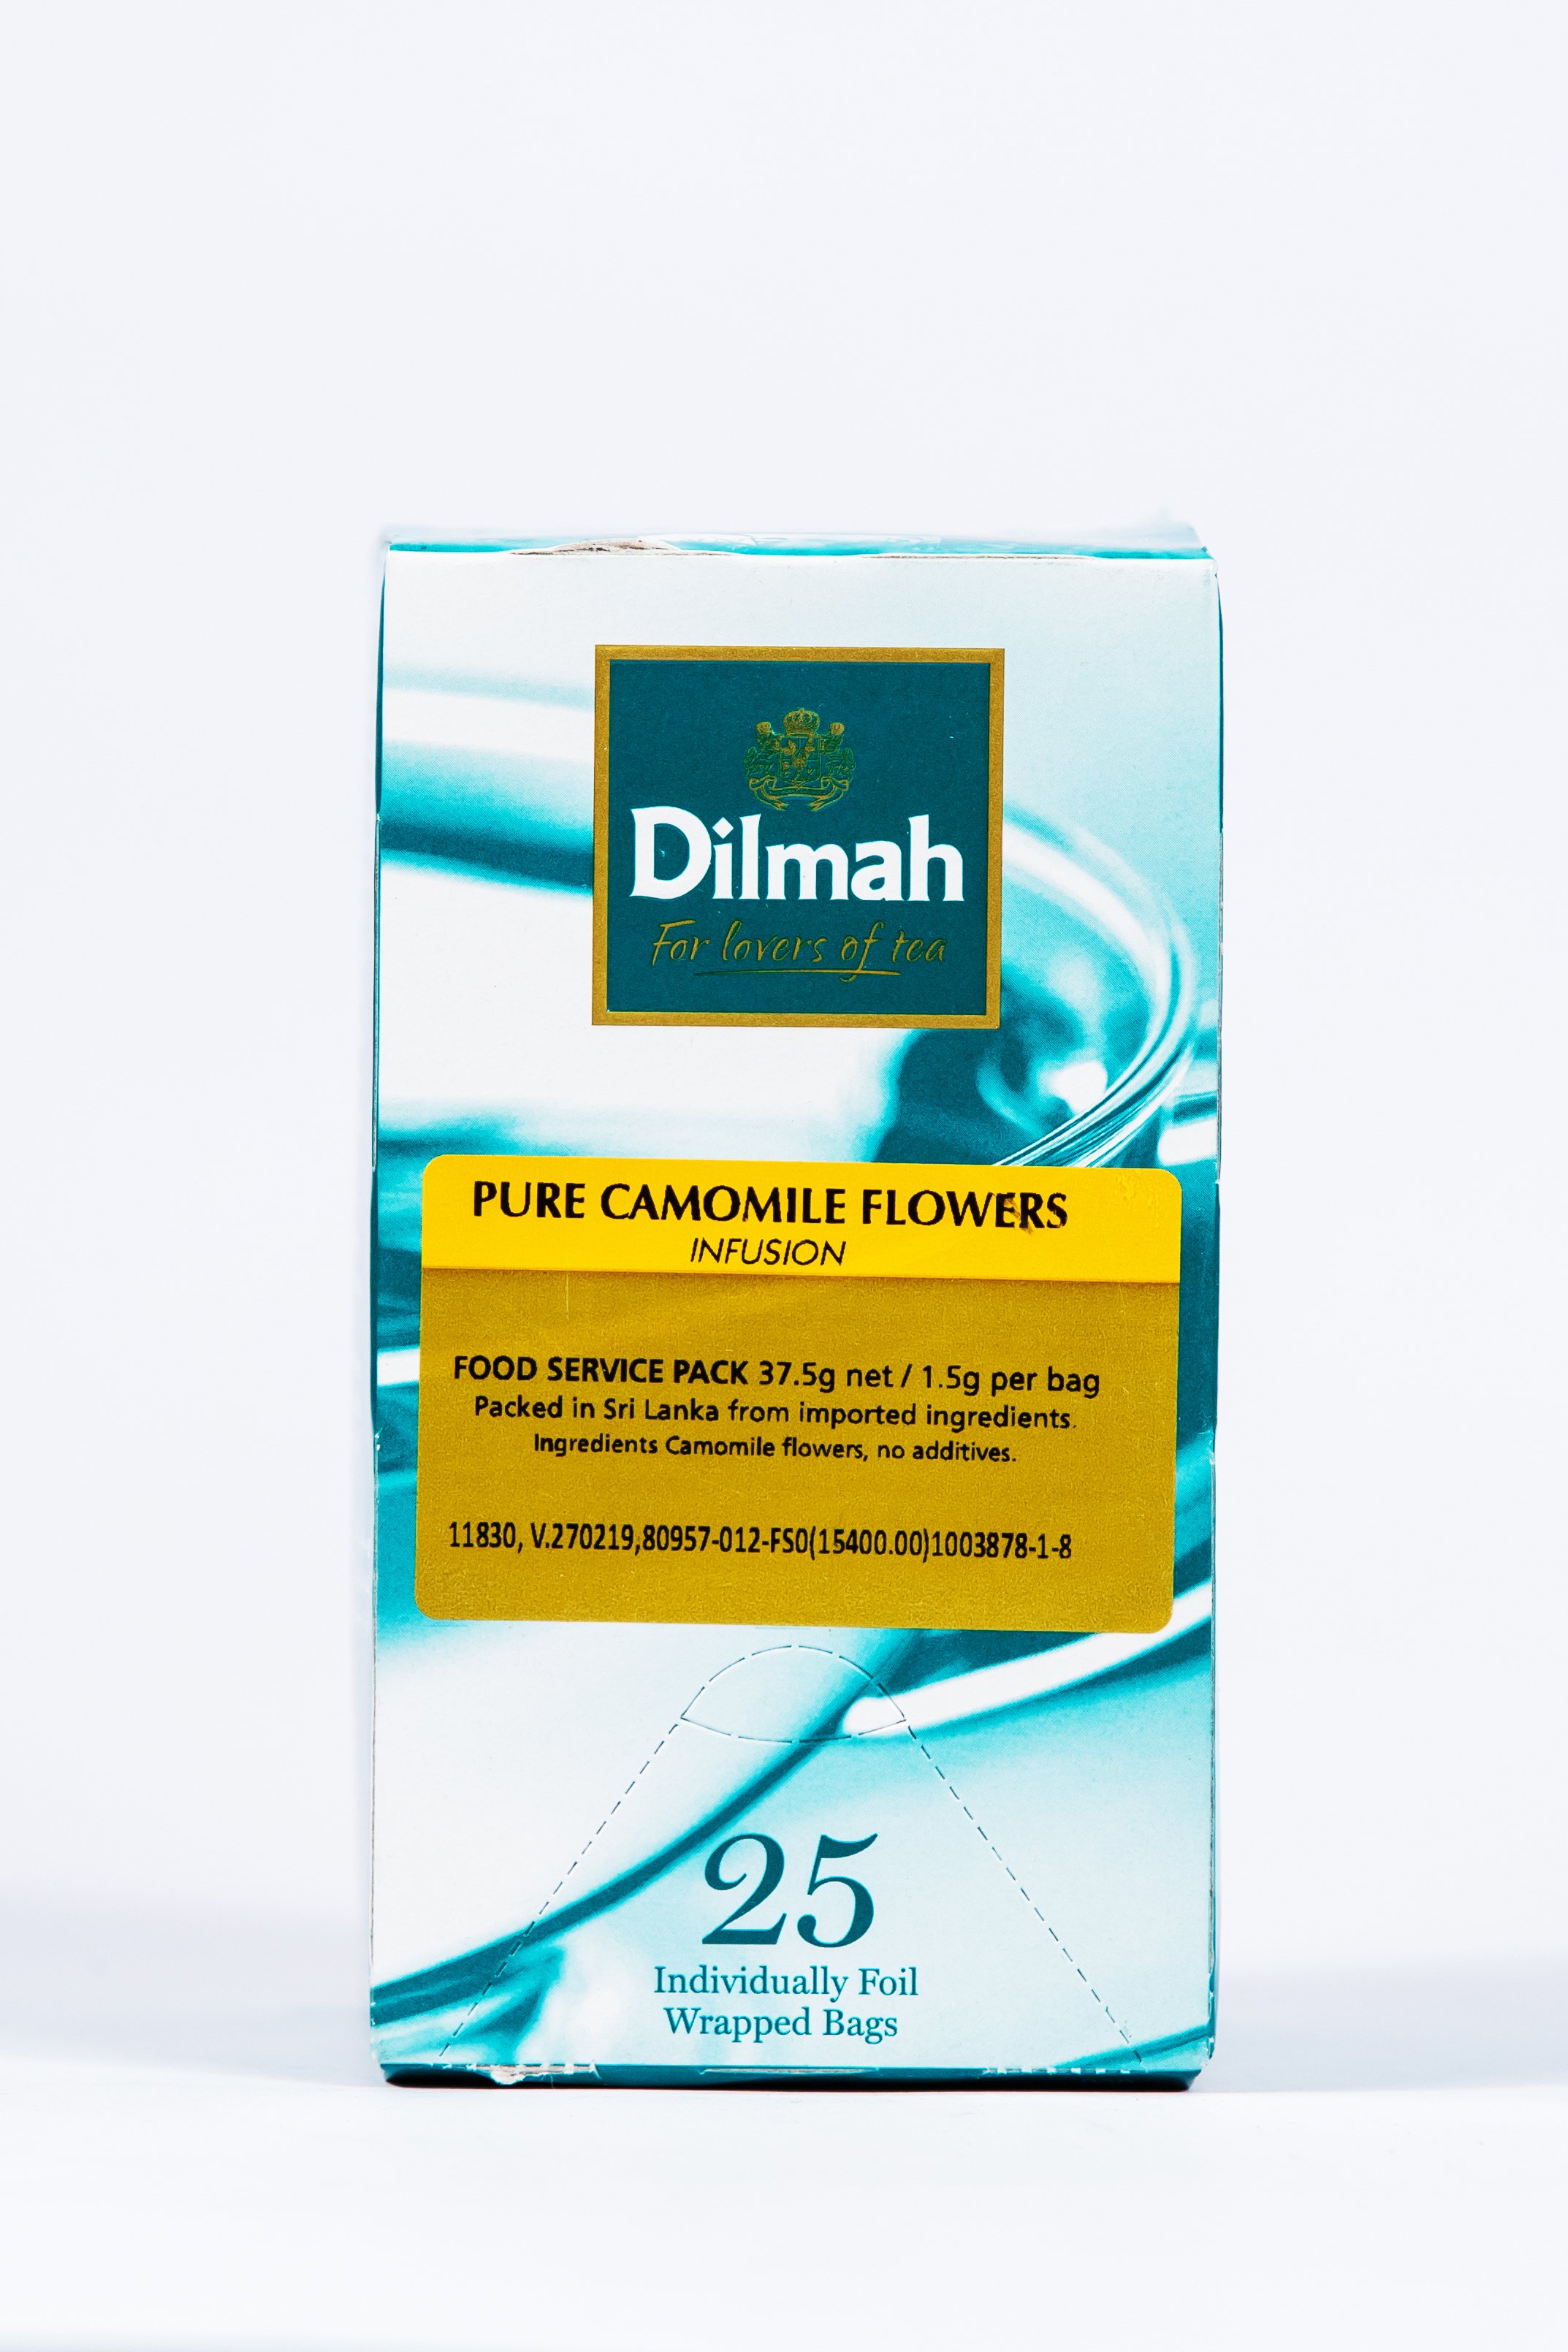 Dilmah
For lovers of tea
PURE CAMOMILE FLOWERS
INFUSION
FOOD SERVICE PACK 37.5g net / 1.5g per bag
Packed in Sri Lanka from imported ingredients.
Ingredients Camomile flowers, no additives.
11830, V.270219,80957-012-FS0(15400.00)1003878-1-8
25
Individually Foil
Wrapped Bags